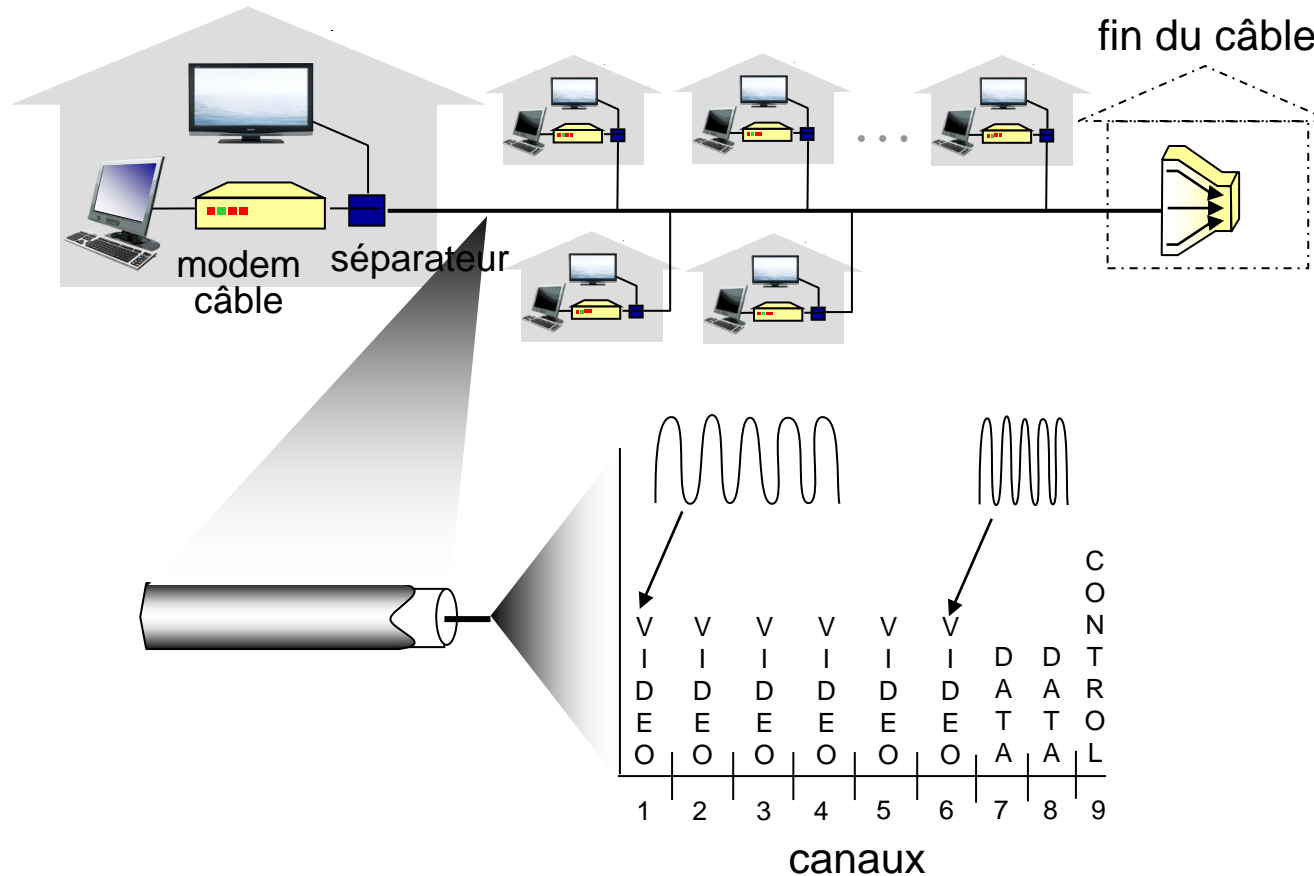 fin du câble
modem
câble
séparateur
VIDEO
VIDEO
VIDEO
VIDEO
VIDEO
VIDEO
DATA
DATA
CONTROL
1 2 3 4 5 6 7 8 9
canaux